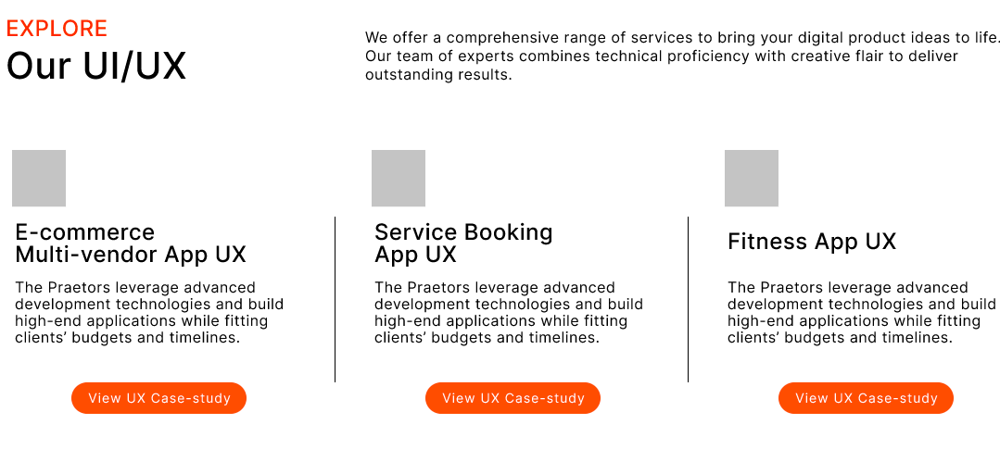 EXPLORE
Our UI/UX
We offer a comprehensive range of services to bring your digital product ideas to life.
Our team of experts combines technical proficiency with creative flair to deliver
outstanding results.
E-commerce
Multi-vendor App UX
The Praetors leverage advanced
development technologies and build
high-end applications while fitting
clients’ budgets and timelines.
View UX Case-study
Service Booking
App UX
The Praetors leverage advanced
development technologies and build
high-end applications while fitting
clients’ budgets and timelines.
View UX Case-study
Fitness App UX
The Praetors leverage advanced
development technologies and build
high-end applications while fitting
clients’ budgets and timelines.
View UX Case-study